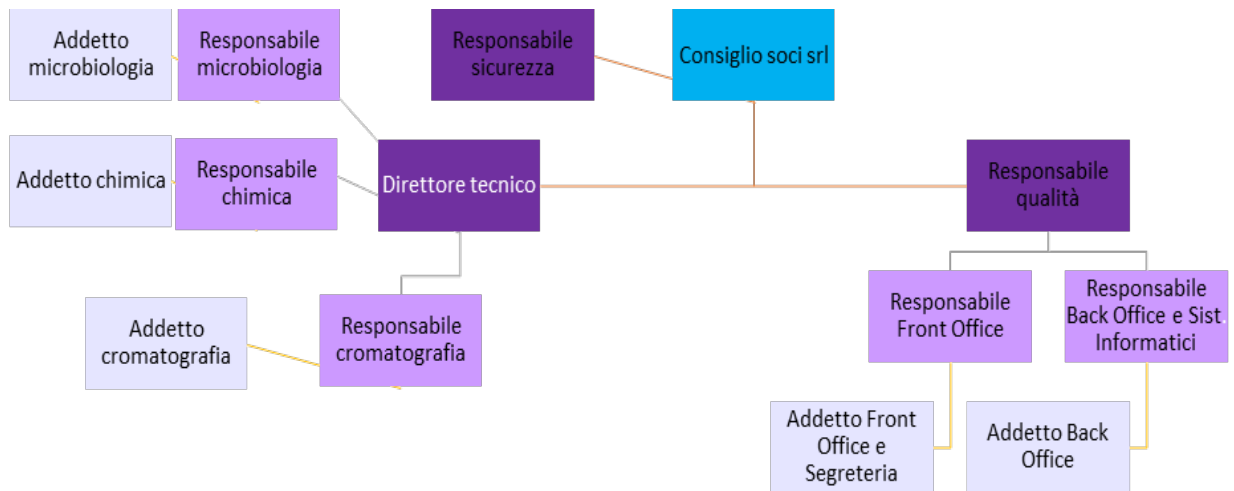 Addetto
microbiologia
Responsabile
microbiologia
Responsabile
sicurezza
Consiglio soci srl
Addetto chimica
Responsabile
chimica
Direttore tecnico
Responsabile
qualità
Addetto
cromatografia
Responsabile
cromatografia
Responsabile
Front Office
Responsabile
Back Office e Sist.
Informatici
Addetto Front
Office e
Segreteria
Addetto Back
Office